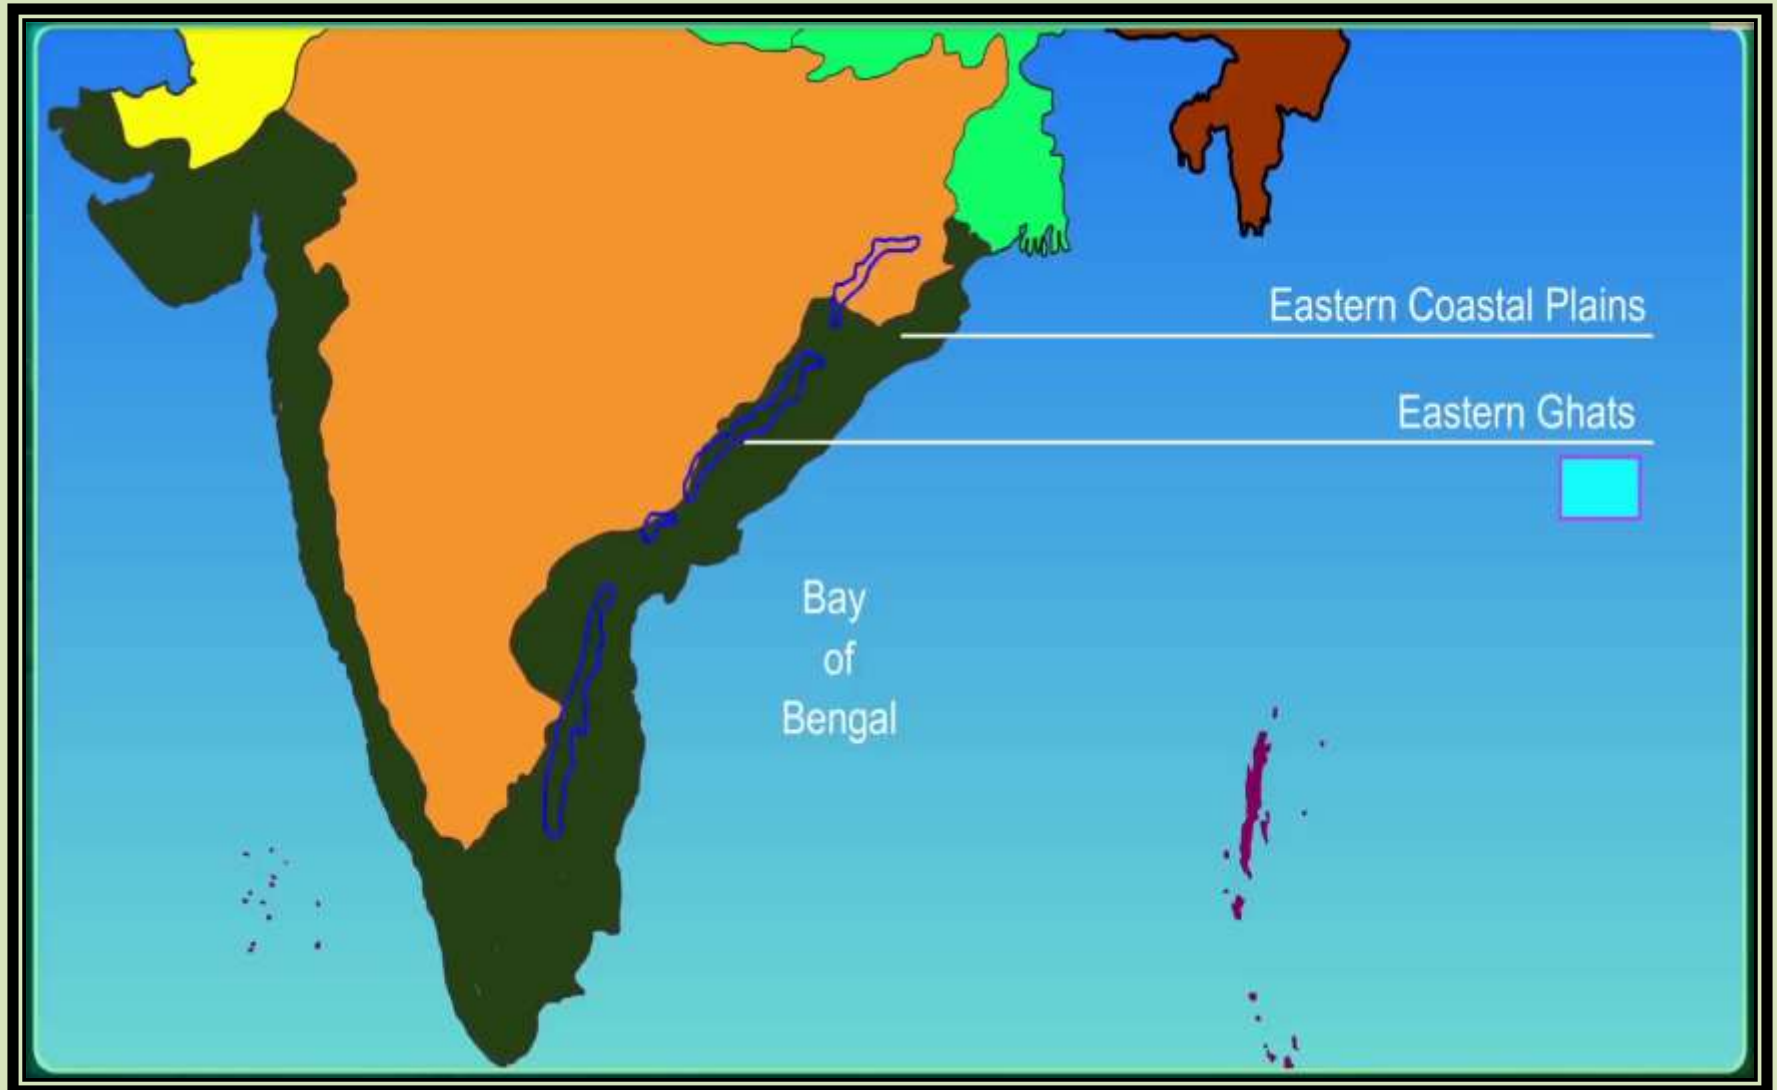 Eastern Coastal Plains
Eastern Ghats
Bay
of
Bengal